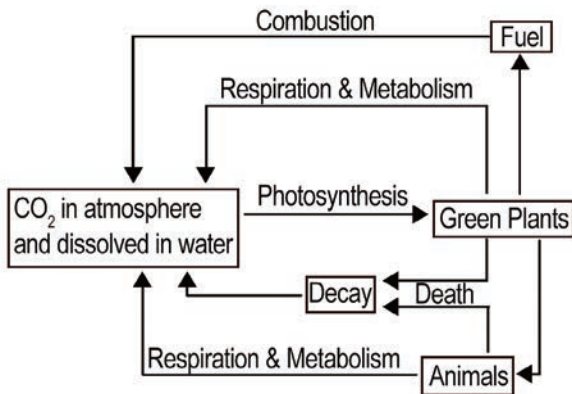 Combustion
Fuel
Respiration & Metabolism
CO₂ in atmosphere
and dissolved in water
Photosynthesis
Green Plants
Decay
Death
Respiration & Metabolism
Animals